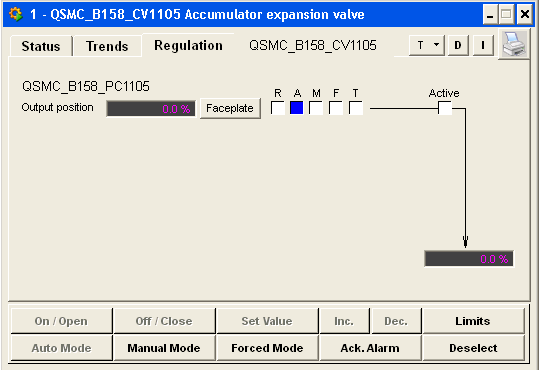 1 - QSMC_B158_CV1105 Accumulator expansion valve
Status Trends Regulation QSMC_B158_CV1105 T D I
QSMC_B158_PC1105
R A M F T Active
Output position 0.0 % Faceplate
0.0 %
On / Open Off / Close Set Value Inc. Dec. Limits
Auto Mode Manual Mode Forced Mode Ack. Alarm Deselect